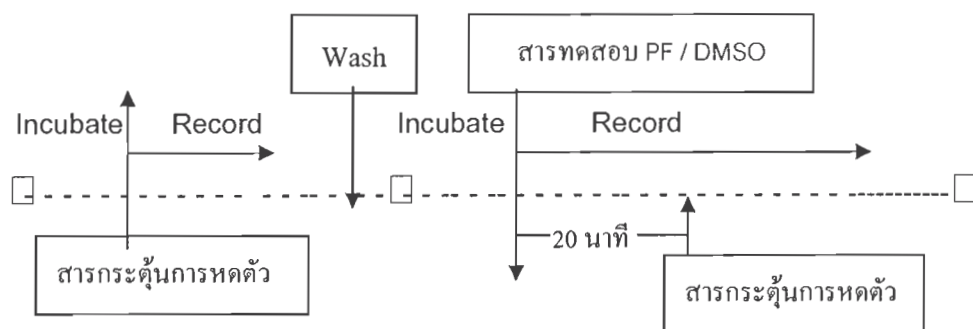 Wash
สารทดสอบ PF / DMSO
Incubate Record
Incubate Record
20 นาที
สารกระตุ้นการหดตัว
สารกระตุ้นการหดตัว